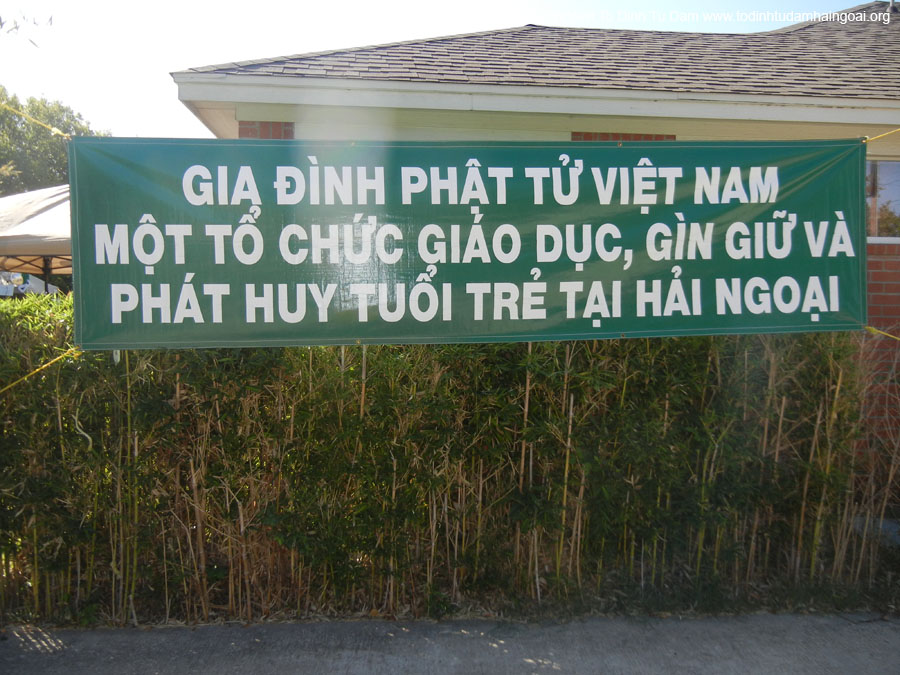 www.todinhtudamhaingoai.org
GIA ĐÌNH PHẬT TỬ VIỆT NAM
MỘT TỔ CHỨC GIÁO DỤC, GÌN GIỮ VÀ
PHÁT HUY TUỔI TRẺ TẠI HẢI NGOẠI